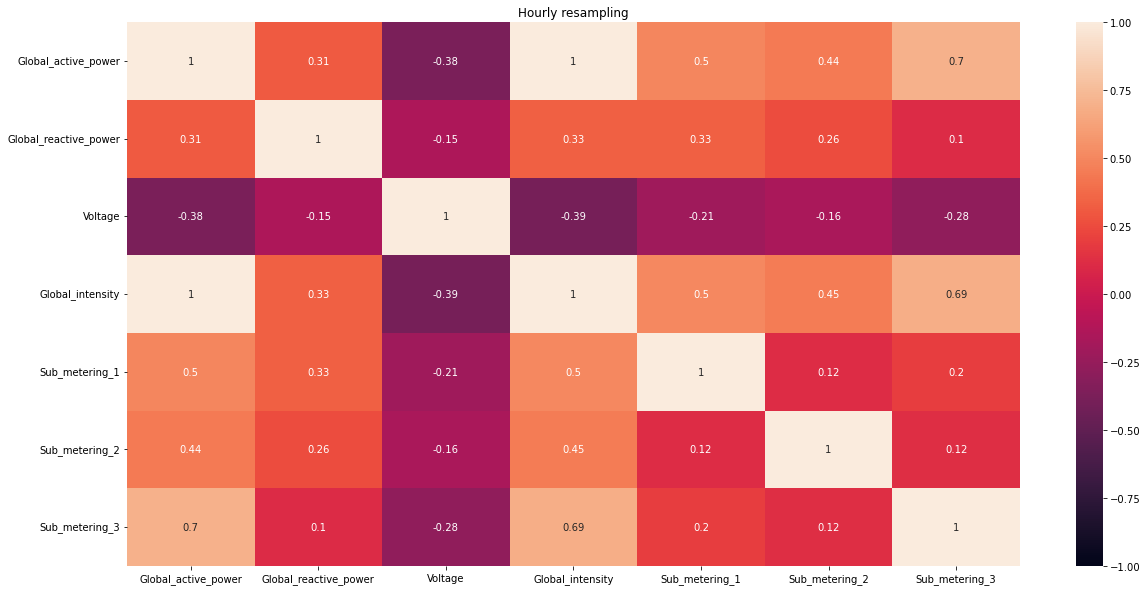 Hourly resampling
Global_active_power 1 0.31 -0.38 1 0.5 0.44 0.7
Global_reactive_power 0.31 1 -0.15 0.33 0.33 0.26 0.1
Voltage -0.38 -0.15 1 -0.39 -0.21 -0.16 -0.28
Global_intensity 1 0.33 -0.39 1 0.5 0.45 0.69
Sub_metering_1 0.5 0.33 -0.21 0.5 1 0.12 0.2
Sub_metering_2 0.44 0.26 -0.16 0.45 0.12 1 0.12
Sub_metering_3 0.7 0.1 -0.28 0.69 0.2 0.12 1
Global_active_power Global_reactive_power Voltage Global_intensity Sub_metering_1 Sub_metering_2 Sub_metering_3
1.00
0.75
0.50
0.25
0.00
-0.25
-0.50
-0.75
-1.00